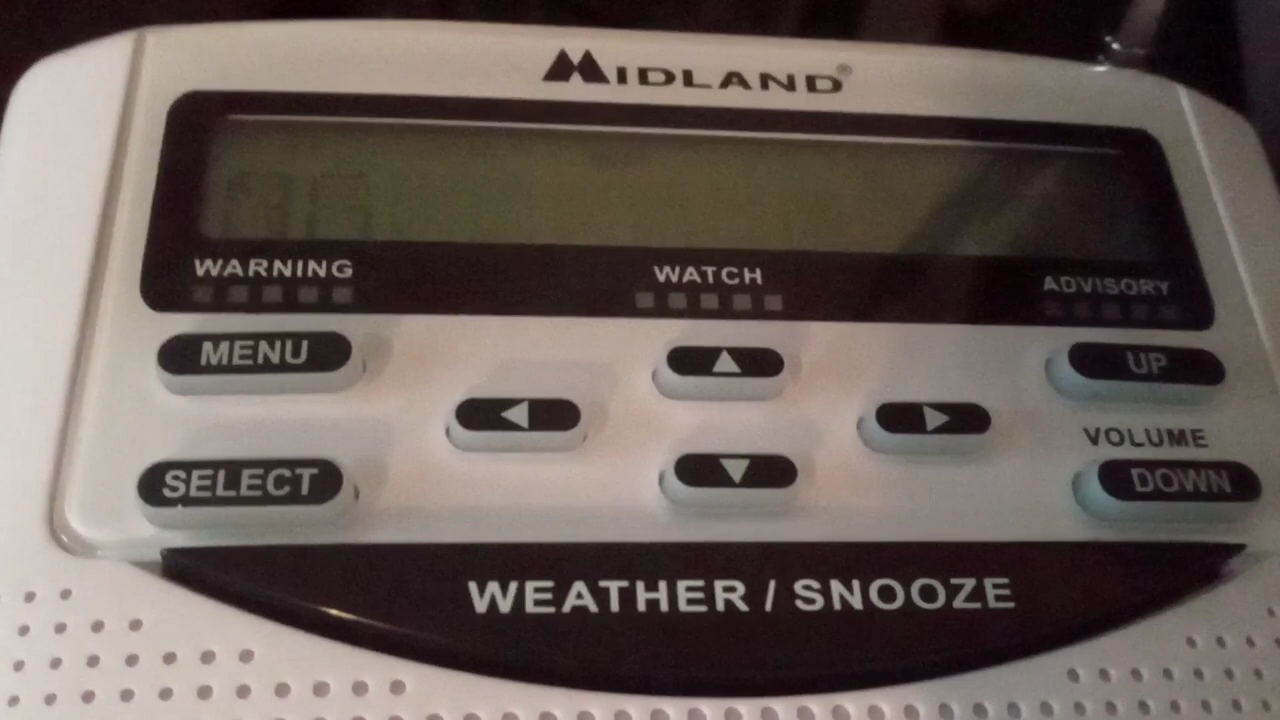 MIDLAND®
WARNING
WATCH
ADVISORY
MENU
UP
VOLUME
SELECT
DOWN
WEATHER / SNOOZE